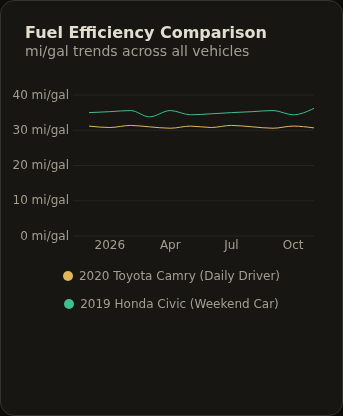 Fuel Efficiency Comparison
mi/gal trends across all vehicles
40 mi/gal
30 mi/gal
20 mi/gal
10 mi/gal
0 mi/gal
2026 Apr Jul Oct
2020 Toyota Camry (Daily Driver)
2019 Honda Civic (Weekend Car)